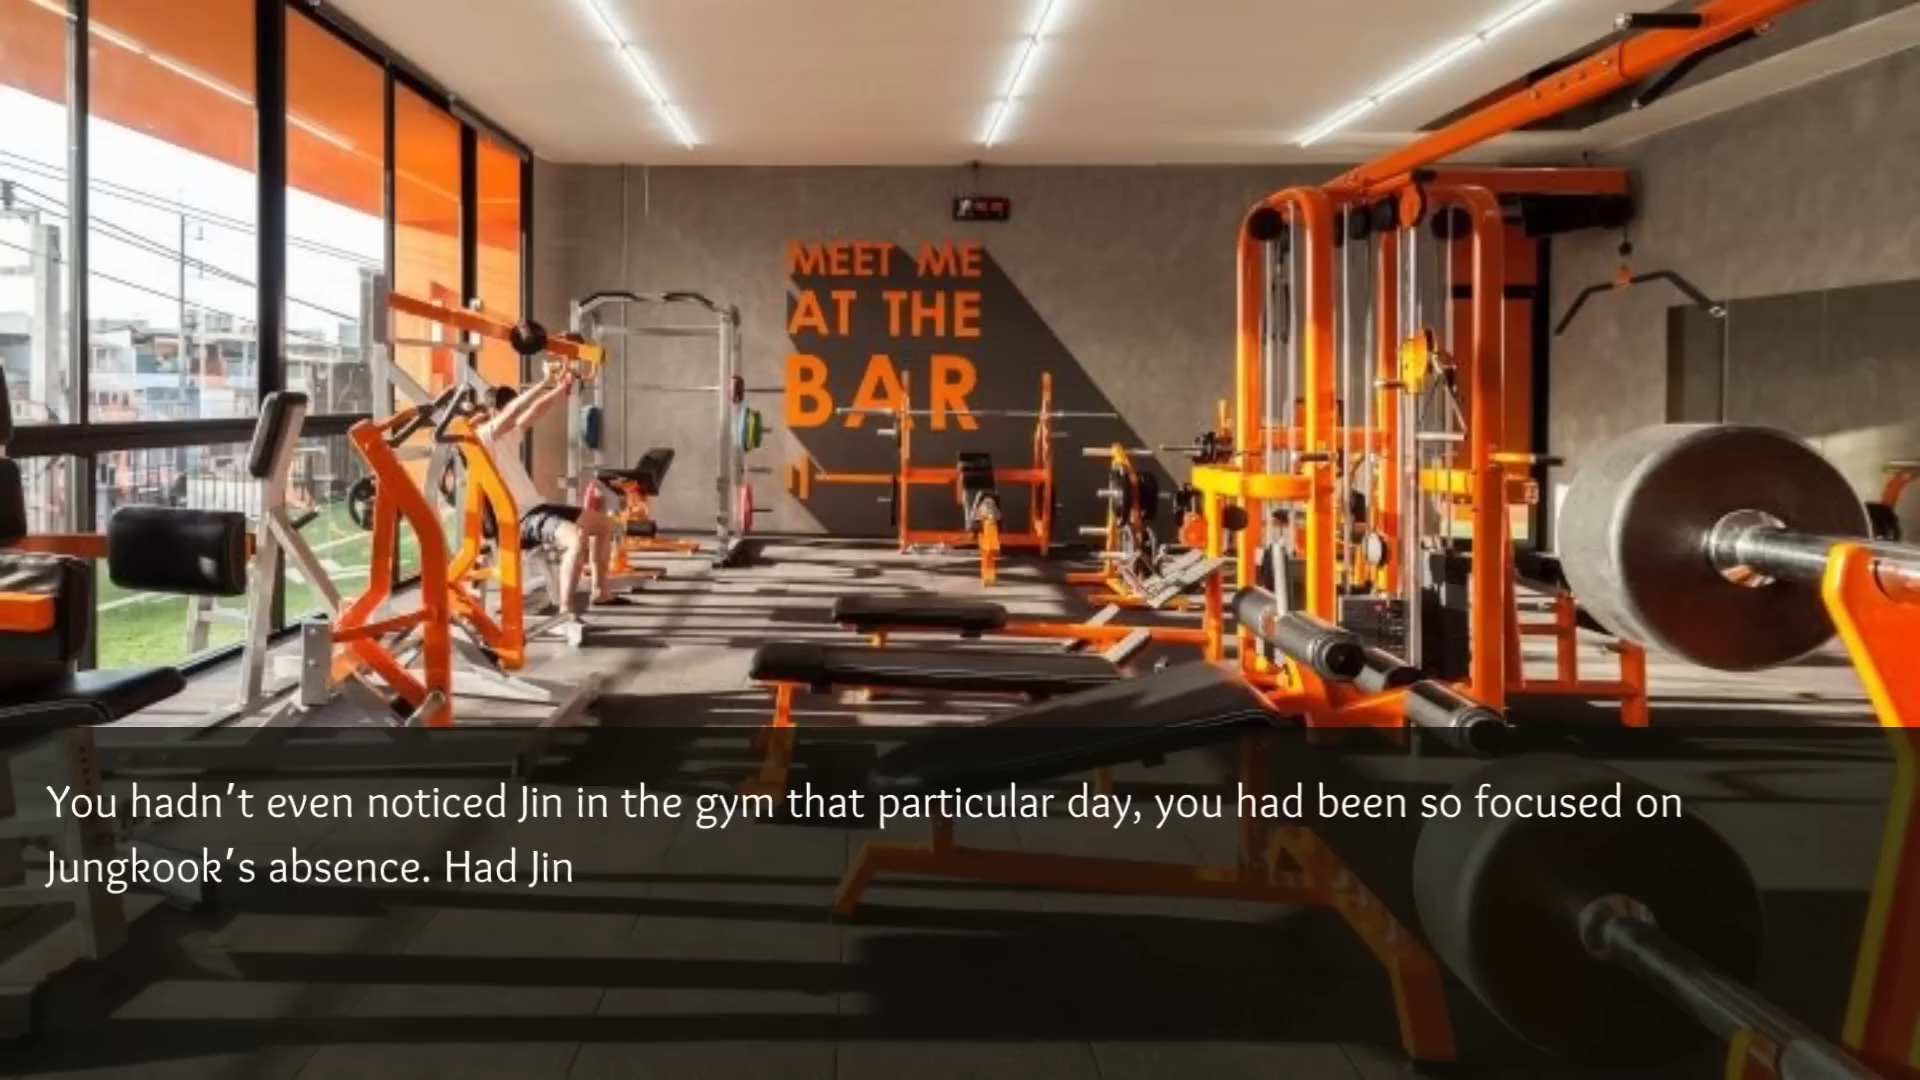 MEET ME
AT THE
BAR
You hadn't even noticed Jin in the gym that particular day, you had been so focused on
Jungkook's absence. Had Jin